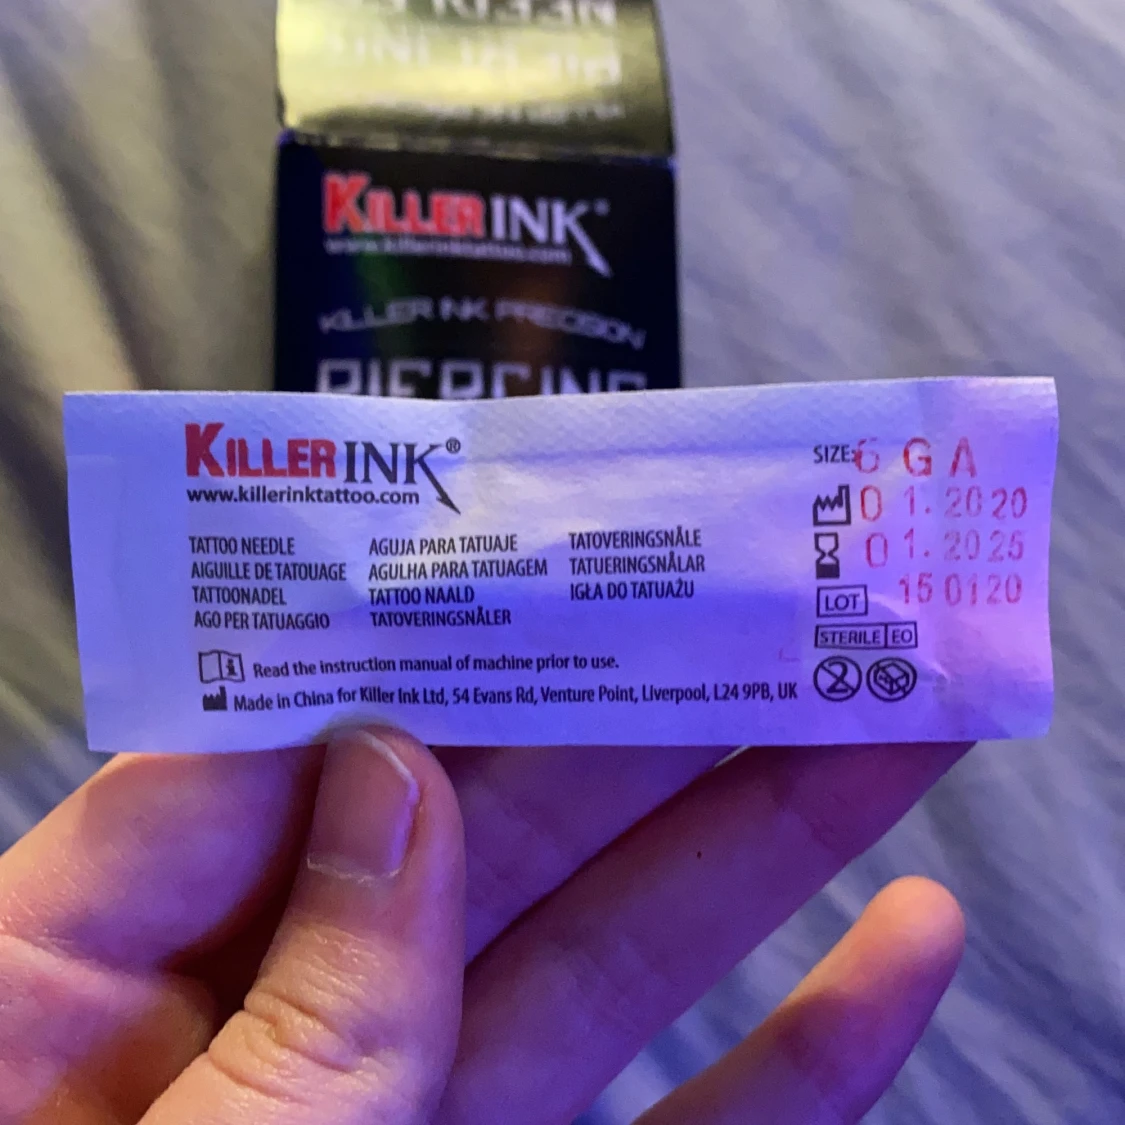 KILLER INK
www.killerinktattoo.com
KILLER INK PRECISION
PIERCING
KILLER INK®
www.killerinktattoo.com
TATTOO NEEDLE
AIGUILLE DE TATOUAGE
TATTOONADEL
AGO PER TATUAGGIO
AGUJA PARA TATUAJE
AGULHA PARA TATUAGEM
TATTOO NAALD
TATOVERINGSNÅLER
TATOVERINGSNÅLE
TATUERINGSNÅLAR
IGŁA DO TATUAŻU
Read the instruction manual of machine prior to use.
Made in China for Killer Ink Ltd, 54 Evans Rd, Venture Point, Liverpool, L24 9PB, UK
SIZE: 6 GA
01.2020
01.2025
LOT 150120
STERILE EO
2